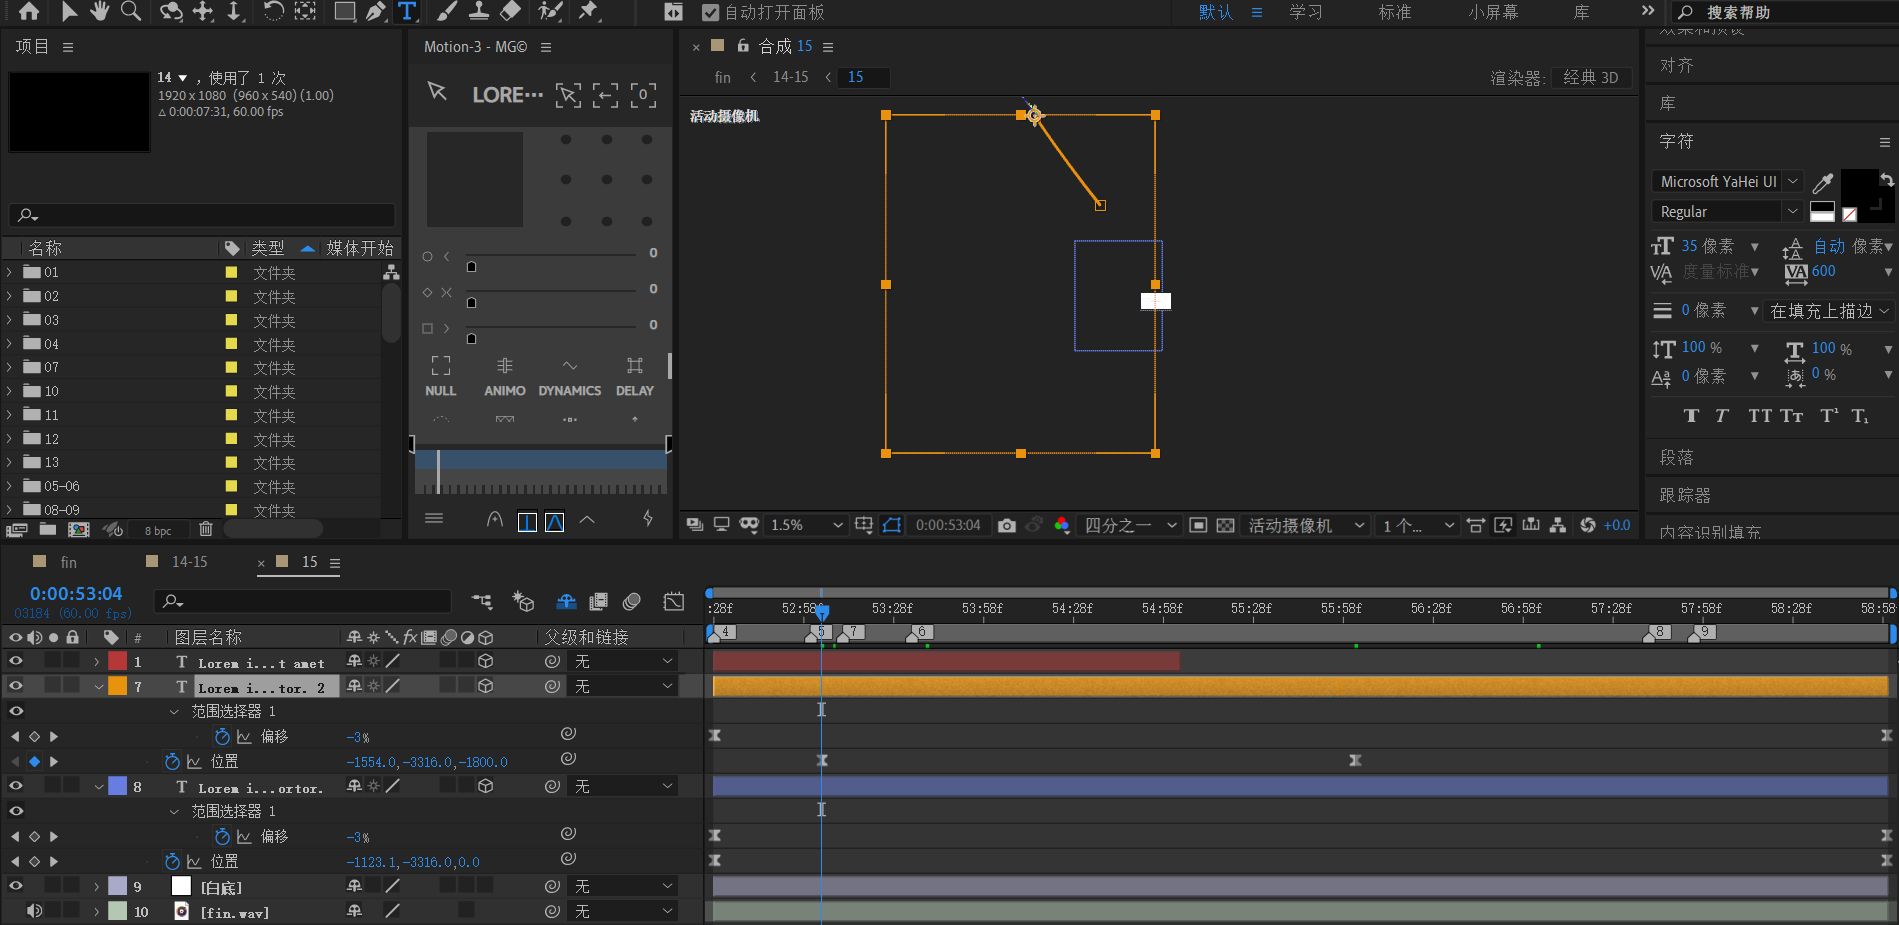 自动打开面板
默认
学习
标准
小屏幕
库
搜索帮助
项目
14 ，使用了 1 次
1920 x 1080 (960 x 540) (1.00)
Δ 0:00:07:31, 60.00 fps
名称 类型 媒体开始
01 文件夹
02 文件夹
03 文件夹
04 文件夹
07 文件夹
10 文件夹
11 文件夹
12 文件夹
13 文件夹
05-06 文件夹
08-09 文件夹
8 bpc
Motion-3 - MG©
LORE···
0
0
0
0
NULL ANIMO DYNAMICS DELAY
合成 15
fin < 14-15 < 15
渲染器: 经典 3D
活动摄像机
1.5%
0:00:53:04
四分之一
活动摄像机
1 个...
+0.0
效果和预设
对齐
库
字符
Microsoft YaHei UI
Regular
35 像素
自动 像素
度量标准
600
0 像素
在填充上描边
100 %
100 %
0 像素
0 %
段落
跟踪器
内容识别填充
fin
14-15
15
0:00:53:04
03184 (60.00 fps)
:28f 52:58f 53:28f 53:58f 54:28f 54:58f 55:28f 55:58f 56:28f 56:58f 57:28f 57:58f 58:28f 58:58
4 5 7 6 8 9
# 图层名称 fx 父级和链接
1 T Lorem i...t amet 无
7 T Lorem i...tor. 2 无
范围选择器 1
偏移 -3%
位置 -1554.0,-3316.0,-1800.0
8 T Lorem i...ortor. 无
范围选择器 1
偏移 -3%
位置 -1123.1,-3316.0,0.0
9 [白底] 无
10 [fin.wav] 无